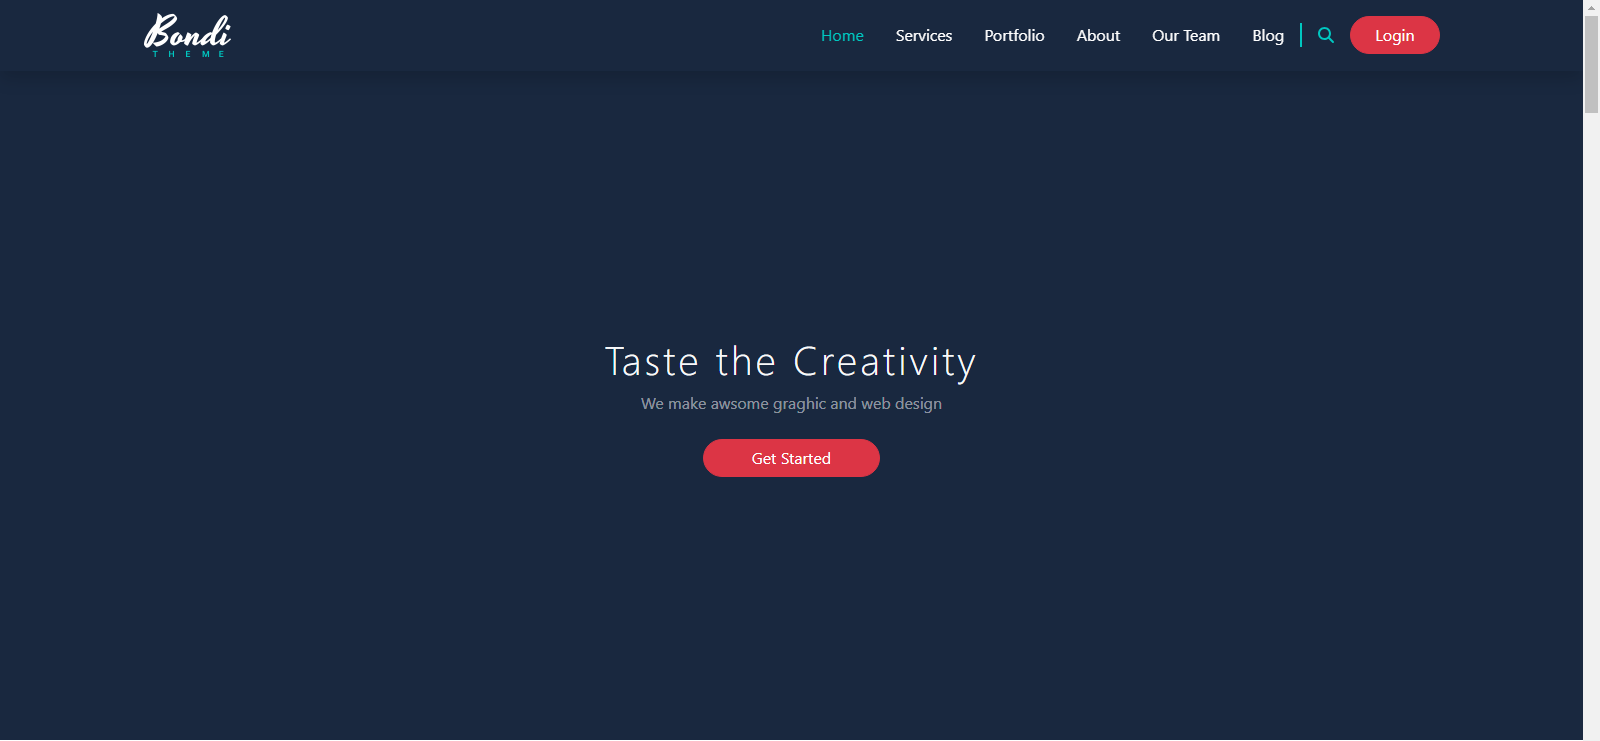 Bondi
THEME
Home Services Portfolio About Our Team Blog Login
Taste the Creativity
We make awsome graghic and web design
Get Started